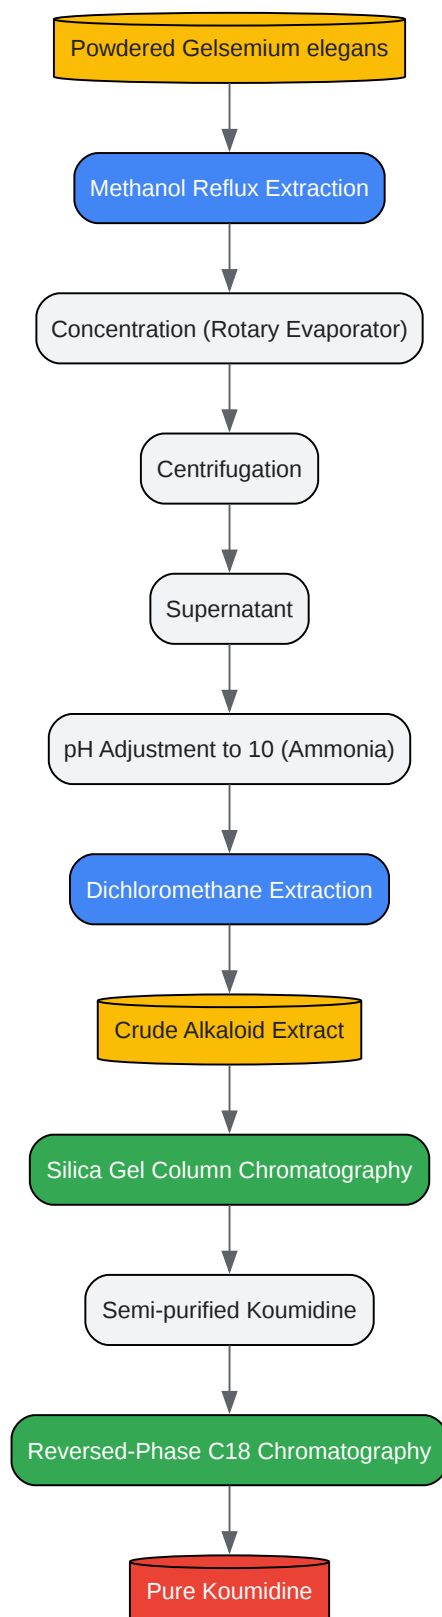 Powdered Gelsemium elegans
Methanol Reflux Extraction
Concentration (Rotary Evaporator)
Centrifugation
Supernatant
pH Adjustment to 10 (Ammonia)
Dichloromethane Extraction
Crude Alkaloid Extract
Silica Gel Column Chromatography
Semi-purified Koumidine
Reversed-Phase C18 Chromatography
Pure Koumidine